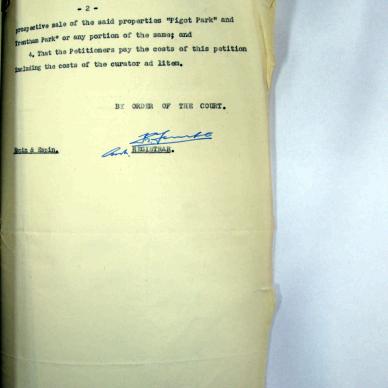 - 2 -
prospective sale of the said properties "Pigot Park" and
Trentham Park" or any portion of the same; and
4. That the Petitioners pay the costs of this petition
including the costs of the curator ad litem.
BY ORDER OF THE COURT.
REGISTRAR.